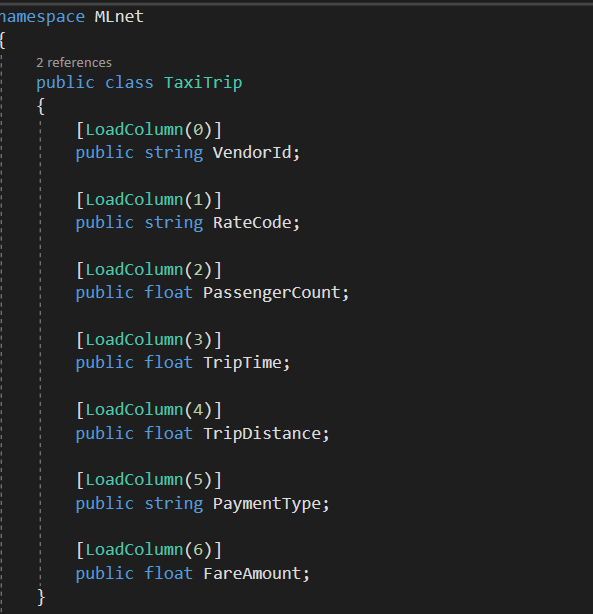 namespace MLnet
{
2 references
public class TaxiTrip
{
[LoadColumn(0)]
public string VendorId;
[LoadColumn(1)]
public string RateCode;
[LoadColumn(2)]
public float PassengerCount;
[LoadColumn(3)]
public float TripTime;
[LoadColumn(4)]
public float TripDistance;
[LoadColumn(5)]
public string PaymentType;
[LoadColumn(6)]
public float FareAmount;
}